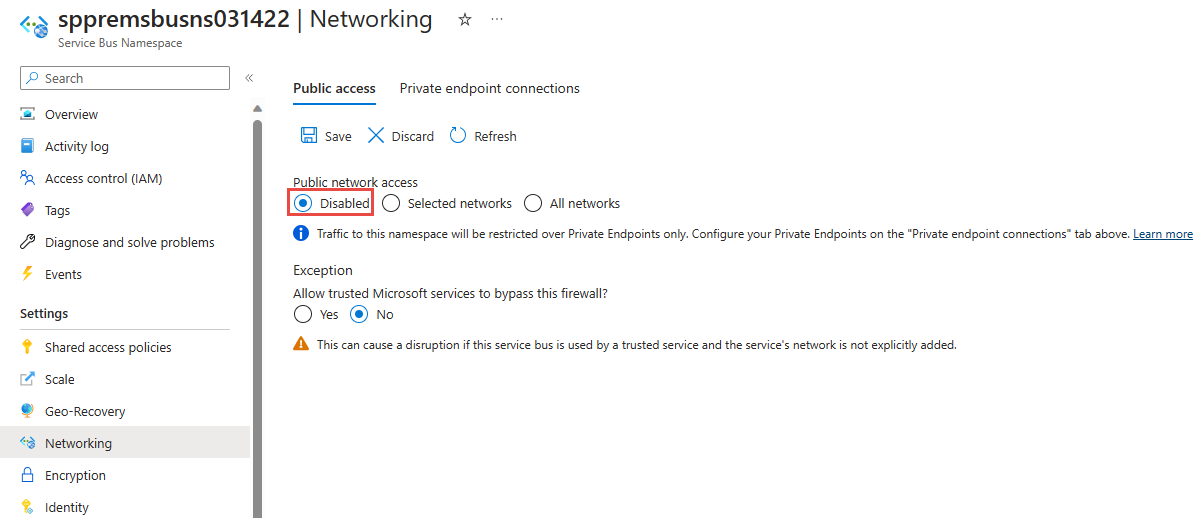 sppremsbusns031422 | Networking
Service Bus Namespace
Search
Overview
Activity log
Access control (IAM)
Tags
Diagnose and solve problems
Events
Settings
Shared access policies
Scale
Geo-Recovery
Networking
Encryption
Identity
Public access Private endpoint connections
Save Discard Refresh
Public network access
Disabled Selected networks All networks
Traffic to this namespace will be restricted over Private Endpoints only. Configure your Private Endpoints on the "Private endpoint connections" tab above. Learn more
Exception
Allow trusted Microsoft services to bypass this firewall?
Yes No
This can cause a disruption if this service bus is used by a trusted service and the service's network is not explicitly added.